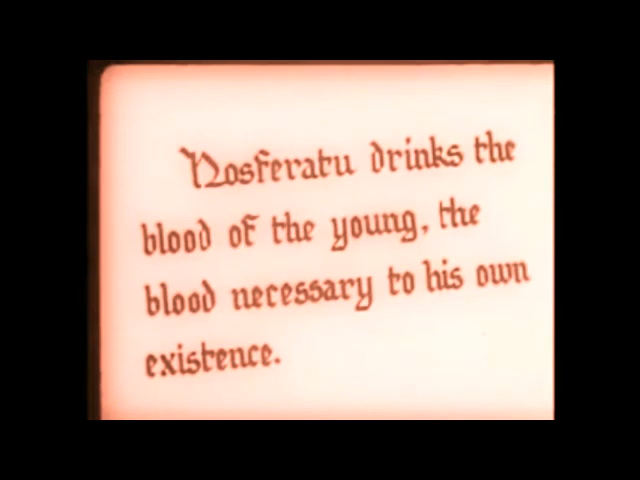 Nosferatu drinks the
blood of the young, the
blood necessary to his own
existence.